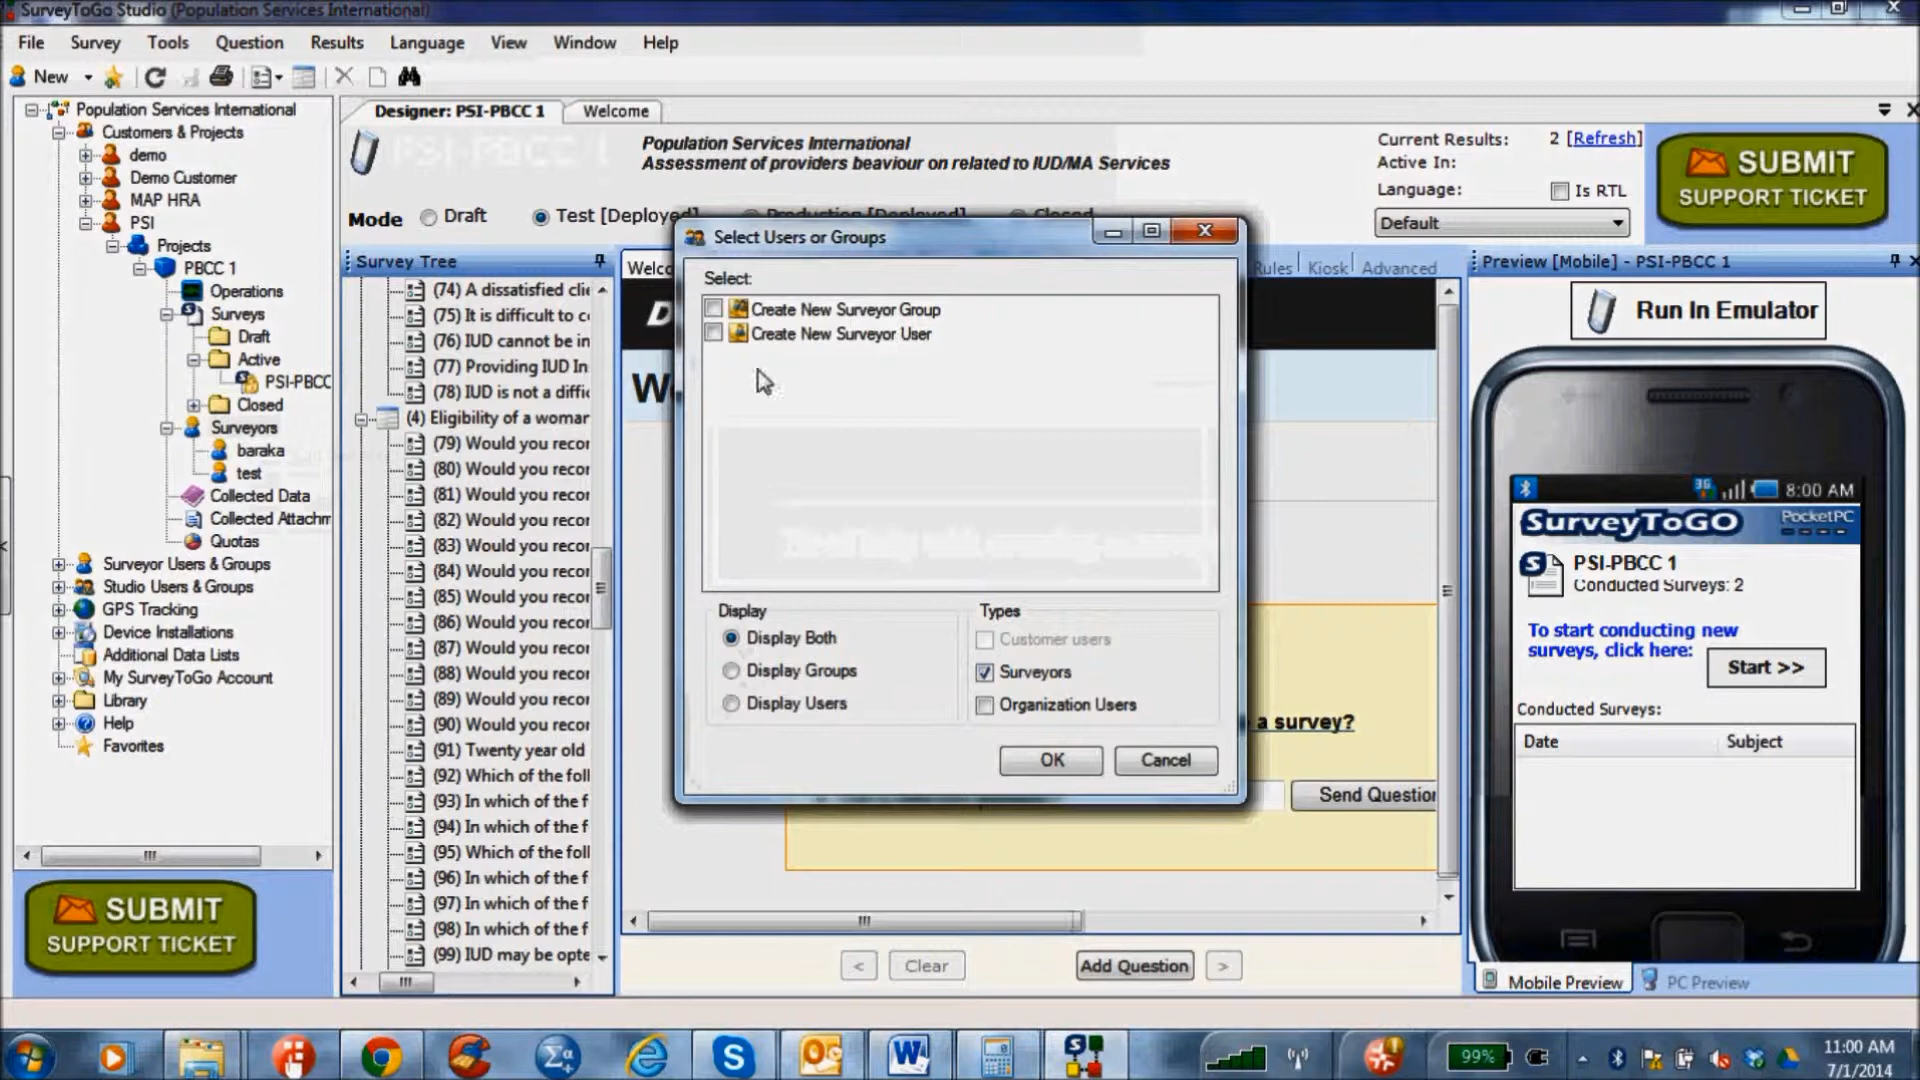 SurveyToGo Studio (Population Services International)
File Survey Tools Question Results Language View Window Help
New
Population Services International
Customers & Projects
demo
Demo Customer
MAP HRA
PSI
Projects
PBCC 1
Operations
Surveys
Draft
Active
PSI-PBCC
Closed
Surveyors
baraka
test
Collected Data
Collected Attachm
Quotas
Surveyor Users & Groups
Studio Users & Groups
GPS Tracking
Device Installations
Additional Data Lists
My SurveyToGo Account
Library
Help
Favorites
SUBMIT
SUPPORT TICKET
Designer: PSI-PBCC 1 Welcome
PSI-PBCC 1
Population Services International
Assessment of providers beaviour on related to IUD/MA Services
Current Results: 2 [Refresh]
Active In:
Language: Is RTL
Default
SUBMIT
SUPPORT TICKET
Mode Draft Test [Deployed] Production [Deployed] Closed
Survey Tree
(74) A dissatisfied clie
(75) It is difficult to c
(76) IUD cannot be in
(77) Providing IUD In
(78) IUD is not a diffi
(4) Eligibility of a woman
(79) Would you recor
(80) Would you recor
(81) Would you recor
(82) Would you recor
(83) Would you recor
(84) Would you recor
(85) Would you recor
(86) Would you recor
(87) Would you recor
(88) Would you recor
(89) Would you recor
(90) Would you recor
(91) Twenty year old
(92) Which of the foll
(93) In which of the f
(94) In which of the f
(95) Which of the foll
(96) In which of the f
(97) In which of the f
(98) In which of the f
(99) IUD may be opte
Welco Rules Kiosk Advanced
D
W
Select Users or Groups
Select:
Create New Surveyor Group
Create New Surveyor User
Display
Display Both
Display Groups
Display Users
Types
Customer users
Surveyors
Organization Users
OK Cancel
a survey?
Send Question
< Clear Add Question >
Preview [Mobile] - PSI-PBCC 1
Run In Emulator
3G 8:00 AM
SurveyToGO PocketPC
PSI-PBCC 1
Conducted Surveys: 2
To start conducting new
surveys, click here:
Start >>
Conducted Surveys:
Date Subject
Mobile Preview PC Preview
99%
11:00 AM
7/1/2014